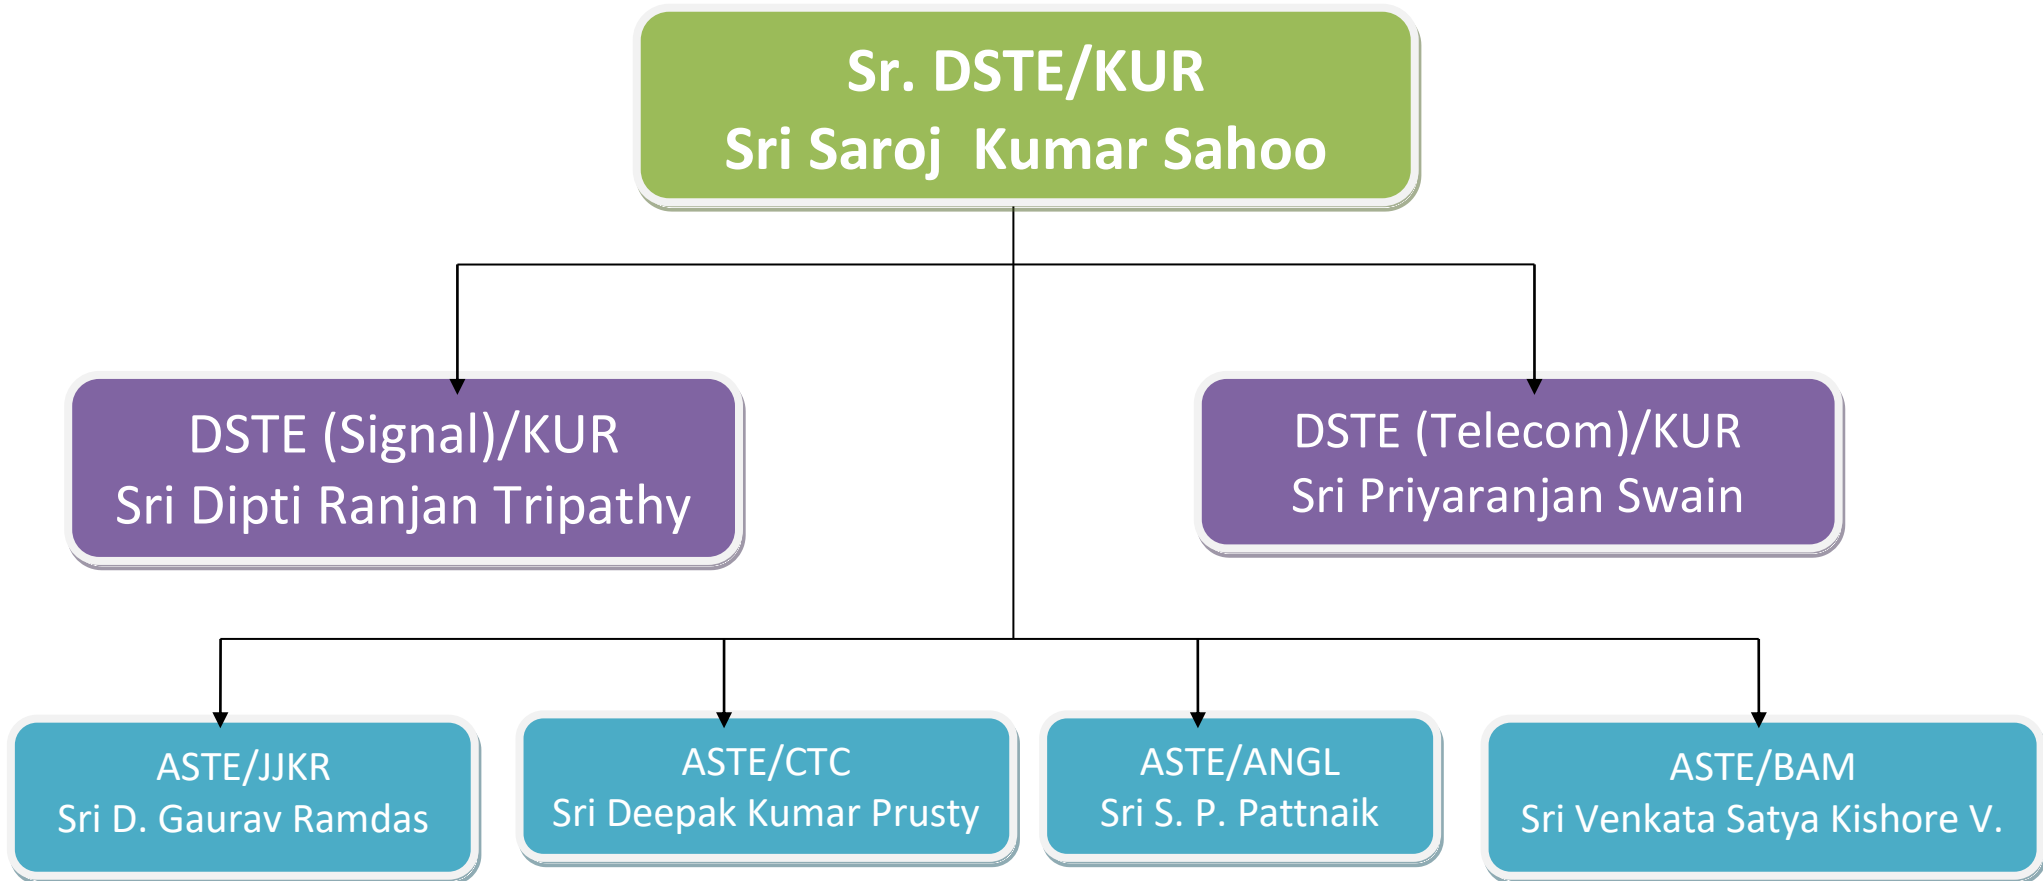 Sr. DSTE/KUR
Sri Saroj  Kumar Sahoo
DSTE (Signal)/KUR
Sri Dipti Ranjan Tripathy
DSTE (Telecom)/KUR
Sri Priyaranjan Swain
ASTE/JJKR
Sri D. Gaurav Ramdas
ASTE/CTC
Sri Deepak Kumar Prusty
ASTE/ANGL
Sri S. P. Pattnaik
ASTE/BAM
Sri Venkata Satya Kishore V.